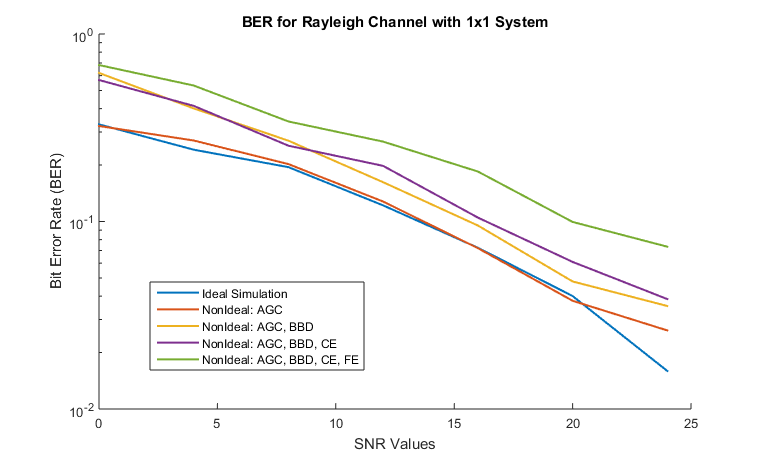 BER for Rayleigh Channel with 1x1 System
Bit Error Rate (BER)
10^0
10^-1
10^-2
Ideal Simulation
NonIdeal: AGC
NonIdeal: AGC, BBD
NonIdeal: AGC, BBD, CE
NonIdeal: AGC, BBD, CE, FE
0 5 10 15 20 25
SNR Values